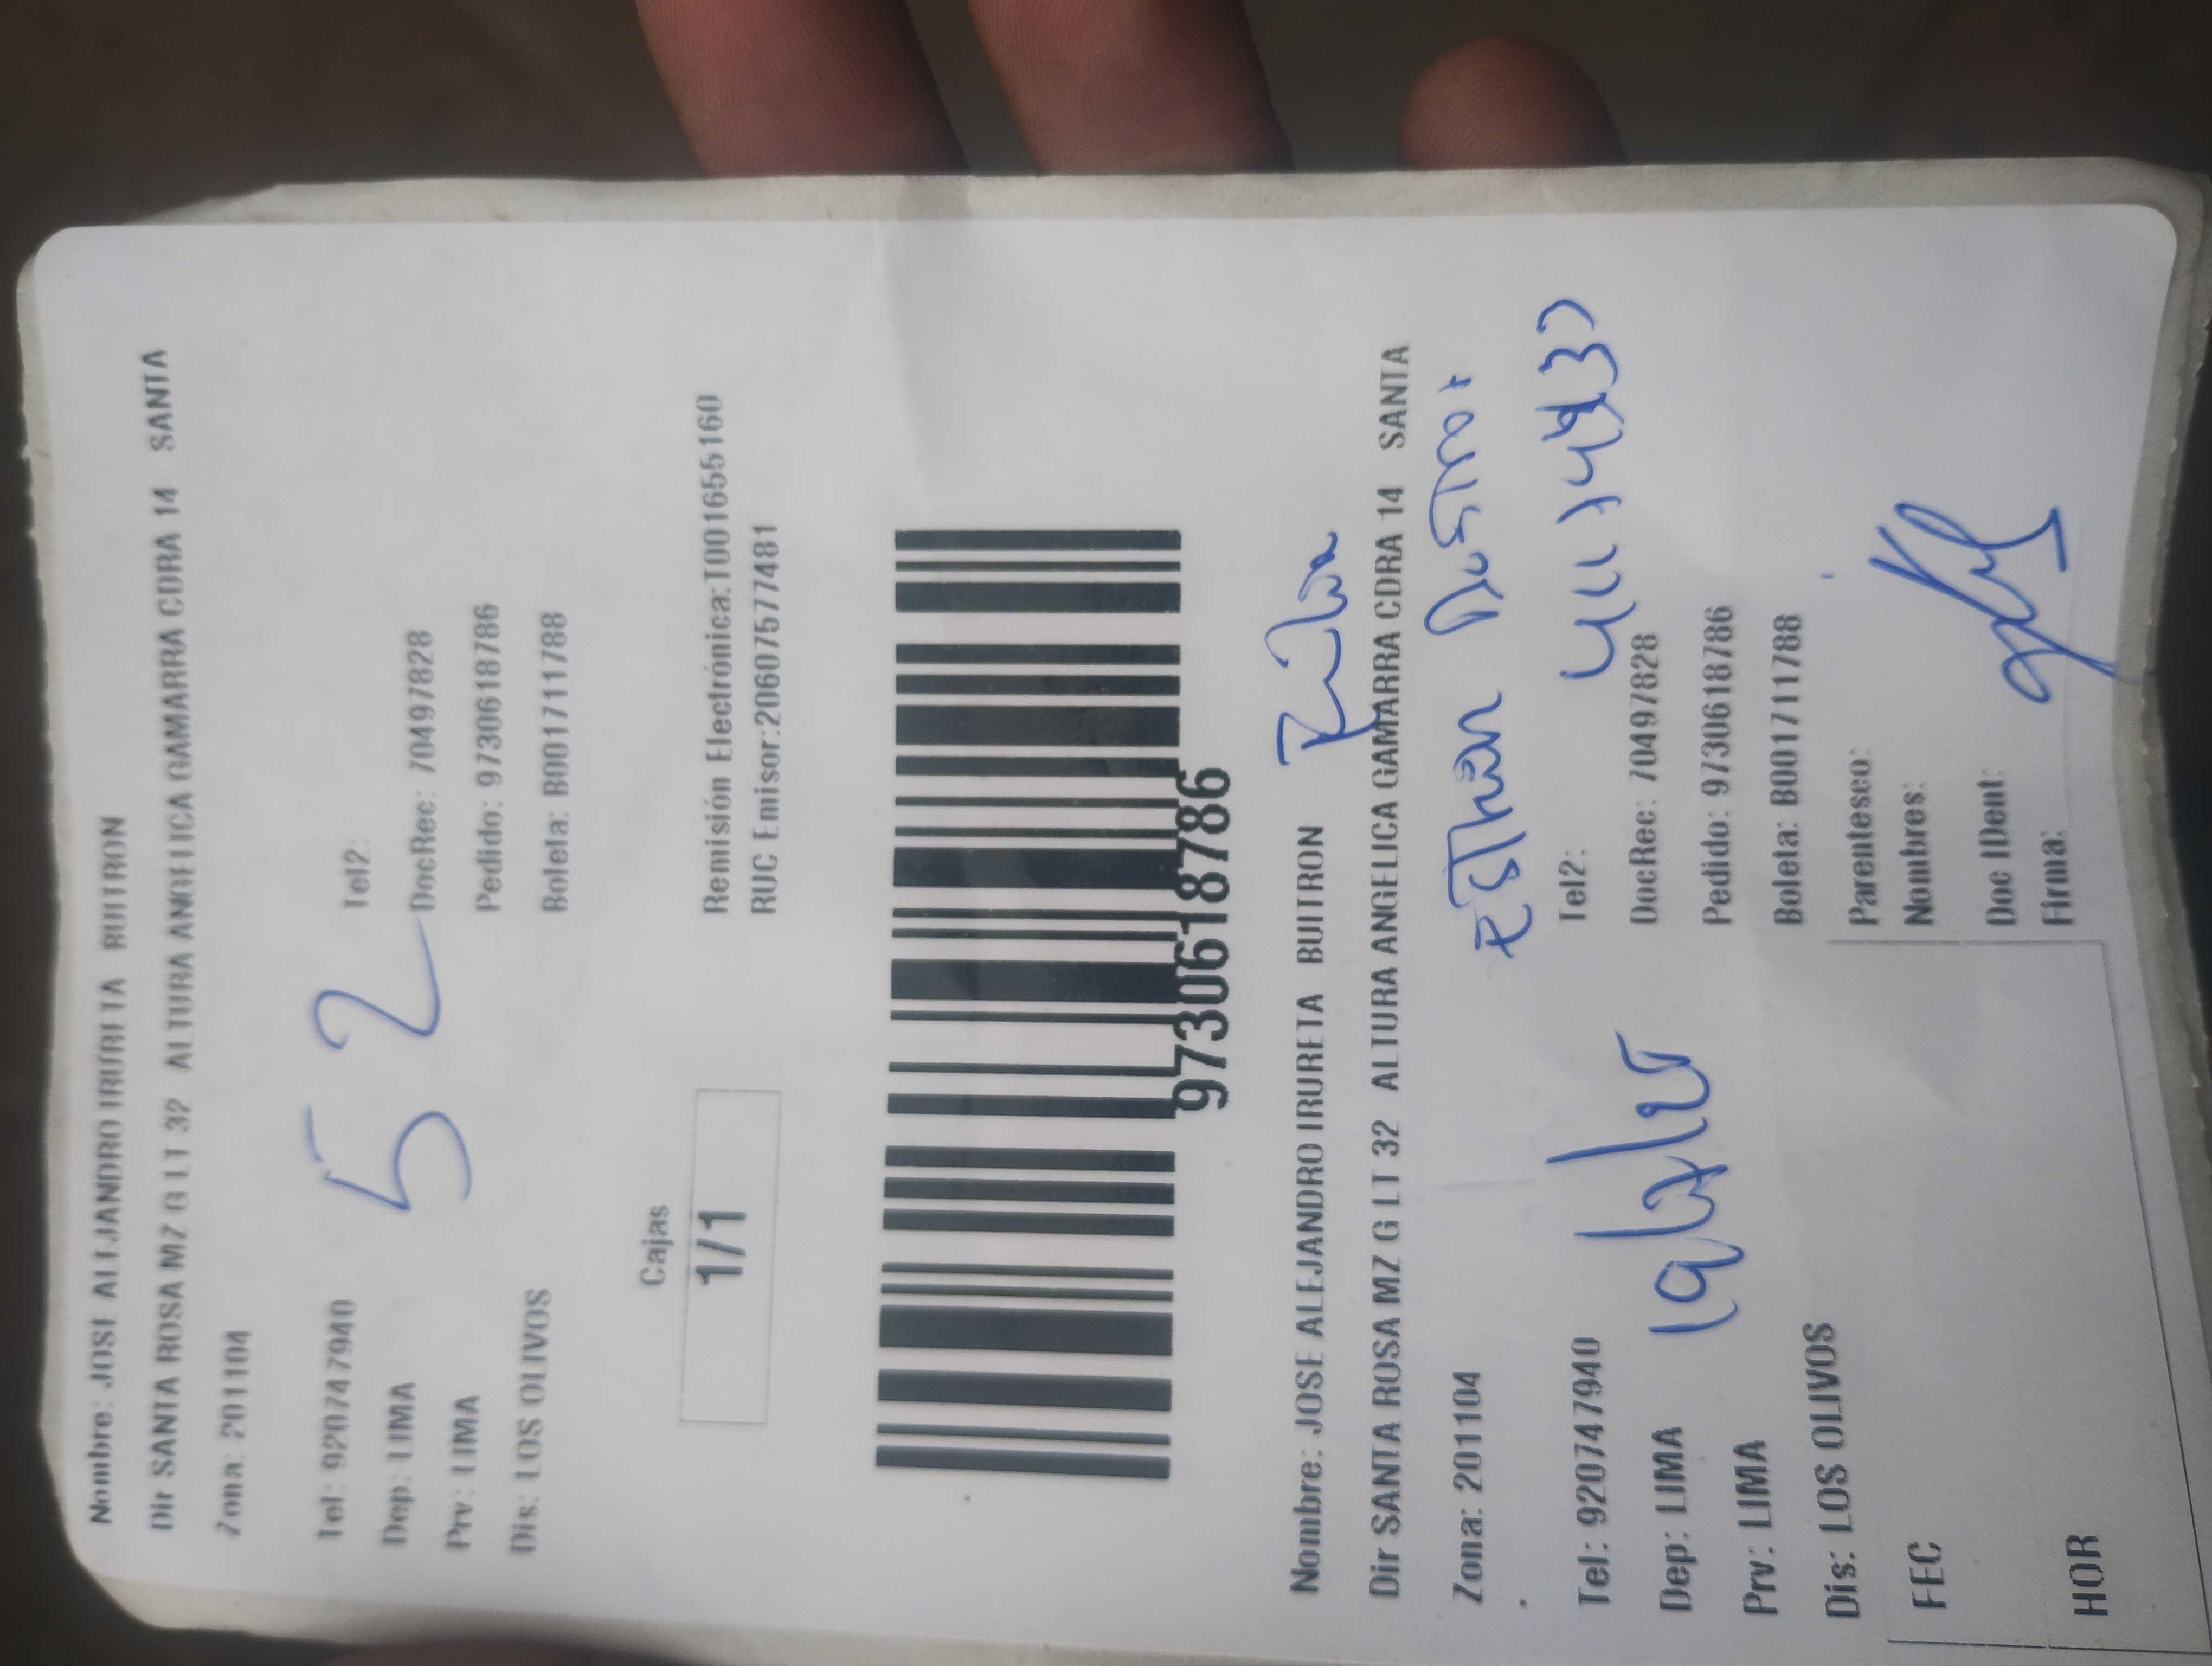 Nombre: JOSE ALEJANDRO IRURETA BUITRON
Dir SANTA ROSA MZ G LT 32 ALTURA ANGELICA GAMARRA CDRA 14 SANTA
Zona: 201104
Tel: 920747940 Tel2:
Dep: LIMA 52 DocRec: 70497828
Prv: LIMA Pedido: 9730618786
Dis: LOS OLIVOS Boleta: B001711788
Cajas
1/1
Remisión Electrónica:T001655160
RUC Emisor:20607577481
9730618786
Nombre: JOSE ALEJANDRO IRURETA BUITRON
Dir SANTA ROSA MZ G LT 32 ALTURA ANGELICA GAMARRA CDRA 14 SANTA
Zona: 201104
Tel: 920747940 Tel2:
Dep: LIMA DocRec: 70497828
Prv: LIMA Pedido: 9730618786
Dis: LOS OLIVOS Boleta: B001711788
Parentesco:
FEC Nombres:
Doc IDent:
HOR Firma: